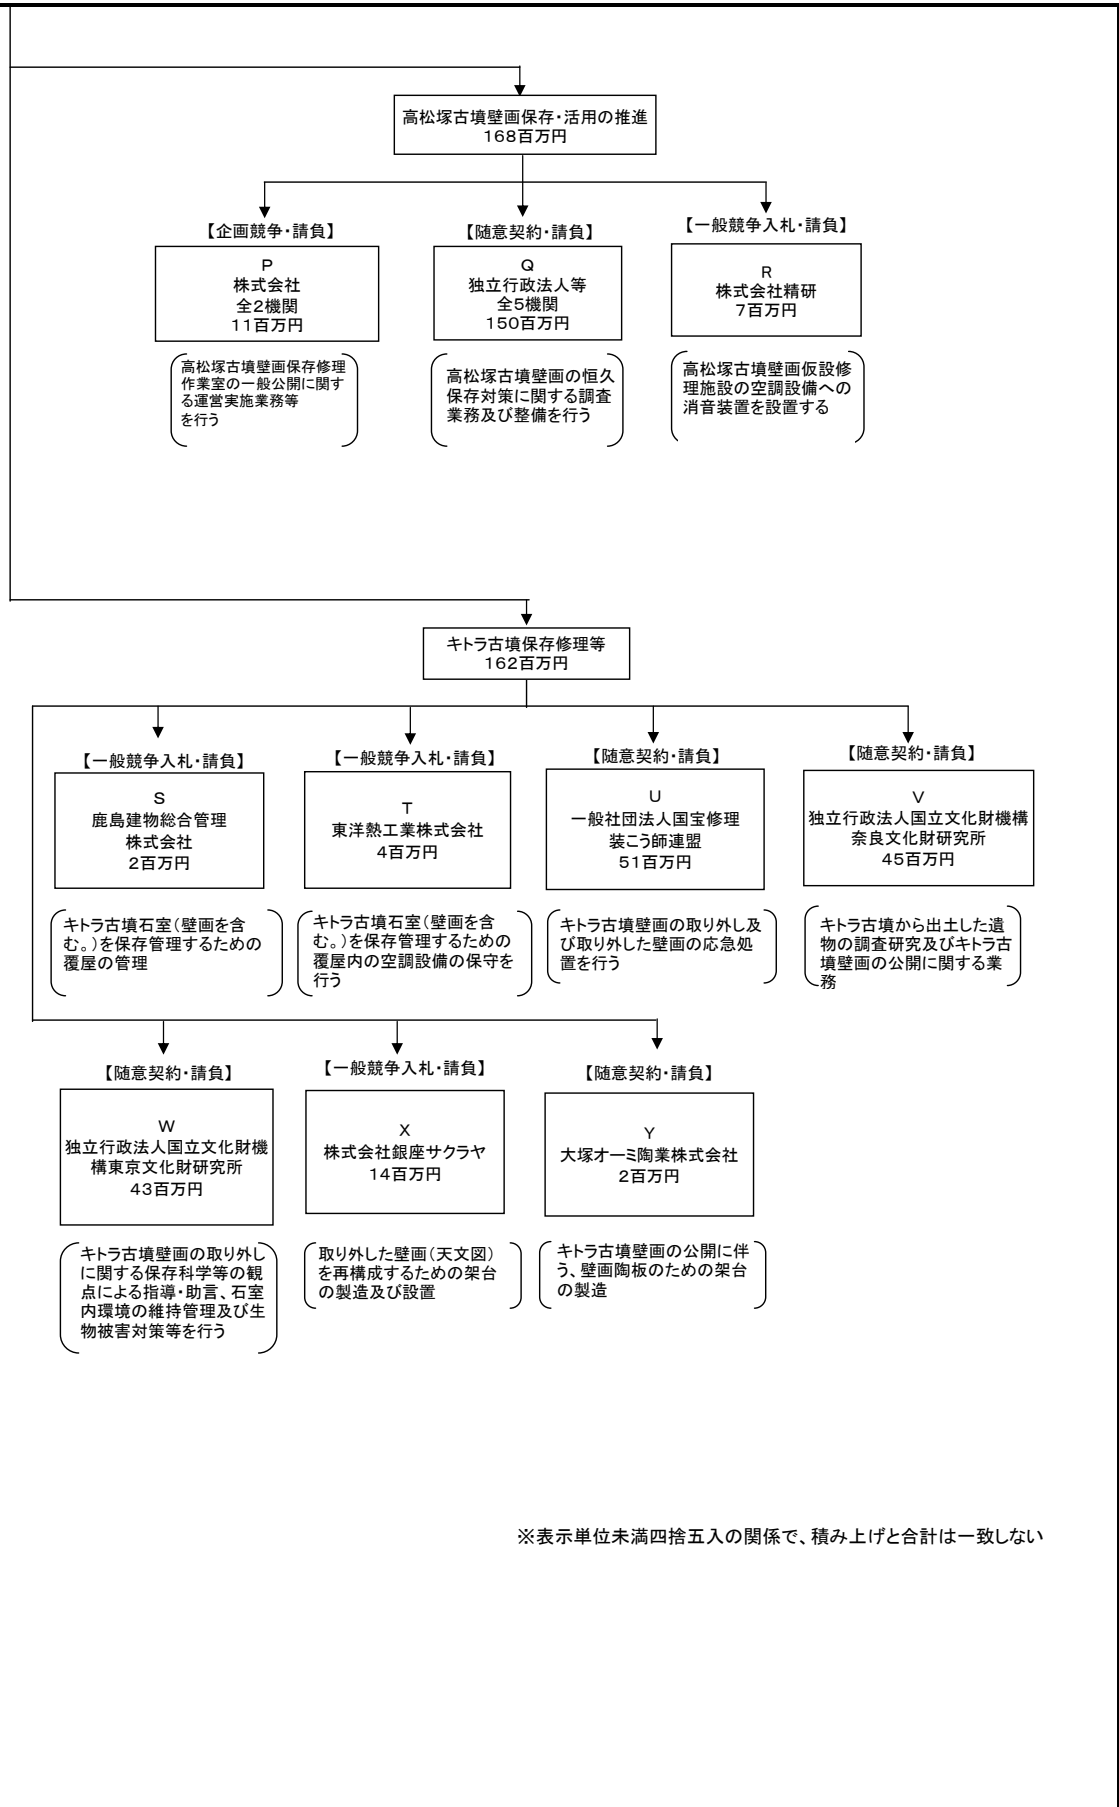 高松塚古墳壁画保存・活用の推進
168百万円
【企画競争・請負】
P
株式会社
全2機関
11百万円
高松塚古墳壁画保存修理
作業室の一般公開に関す
る運営実施業務等
を行う
【随意契約・請負】
Q
独立行政法人等
全5機関
150百万円
高松塚古墳壁画の恒久
保存対策に関する調査
業務及び整備を行う
【一般競争入札・請負】
R
株式会社精研
7百万円
高松塚古墳壁画仮設修
理施設の空調設備への
消音装置を設置する
キトラ古墳保存修理等
162百万円
【一般競争入札・請負】
S
鹿島建物総合管理
株式会社
2百万円
キトラ古墳石室（壁画を含
む。）を保存管理するための
覆屋の管理
【一般競争入札・請負】
T
東洋熱工業株式会社
4百万円
キトラ古墳石室（壁画を含
む。）を保存管理するための
覆屋内の空調設備の保守を
行う
【随意契約・請負】
U
一般社団法人国宝修理
装こう師連盟
51百万円
キトラ古墳壁画の取り外し及
び取り外した壁画の応急処
置を行う
【随意契約・請負】
V
独立行政法人国立文化財機構
奈良文化財研究所
45百万円
キトラ古墳から出土した遺
物の調査研究及びキトラ古
墳壁画の公開に関する業
務
【随意契約・請負】
W
独立行政法人国立文化財機
構東京文化財研究所
43百万円
キトラ古墳壁画の取り外し
に関する保存科学等の観
点による指導・助言、石室
内環境の維持管理及び生
物被害対策等を行う
【一般競争入札・請負】
X
株式会社銀座サクラヤ
14百万円
取り外した壁画（天文図）
を再構成するための架台
の製造及び設置
【随意契約・請負】
Y
大塚オーミ陶業株式会社
2百万円
キトラ古墳壁画の公開に伴
う、壁画陶板のための架台
の製造
※表示単位未満四捨五入の関係で、積み上げと合計は一致しない